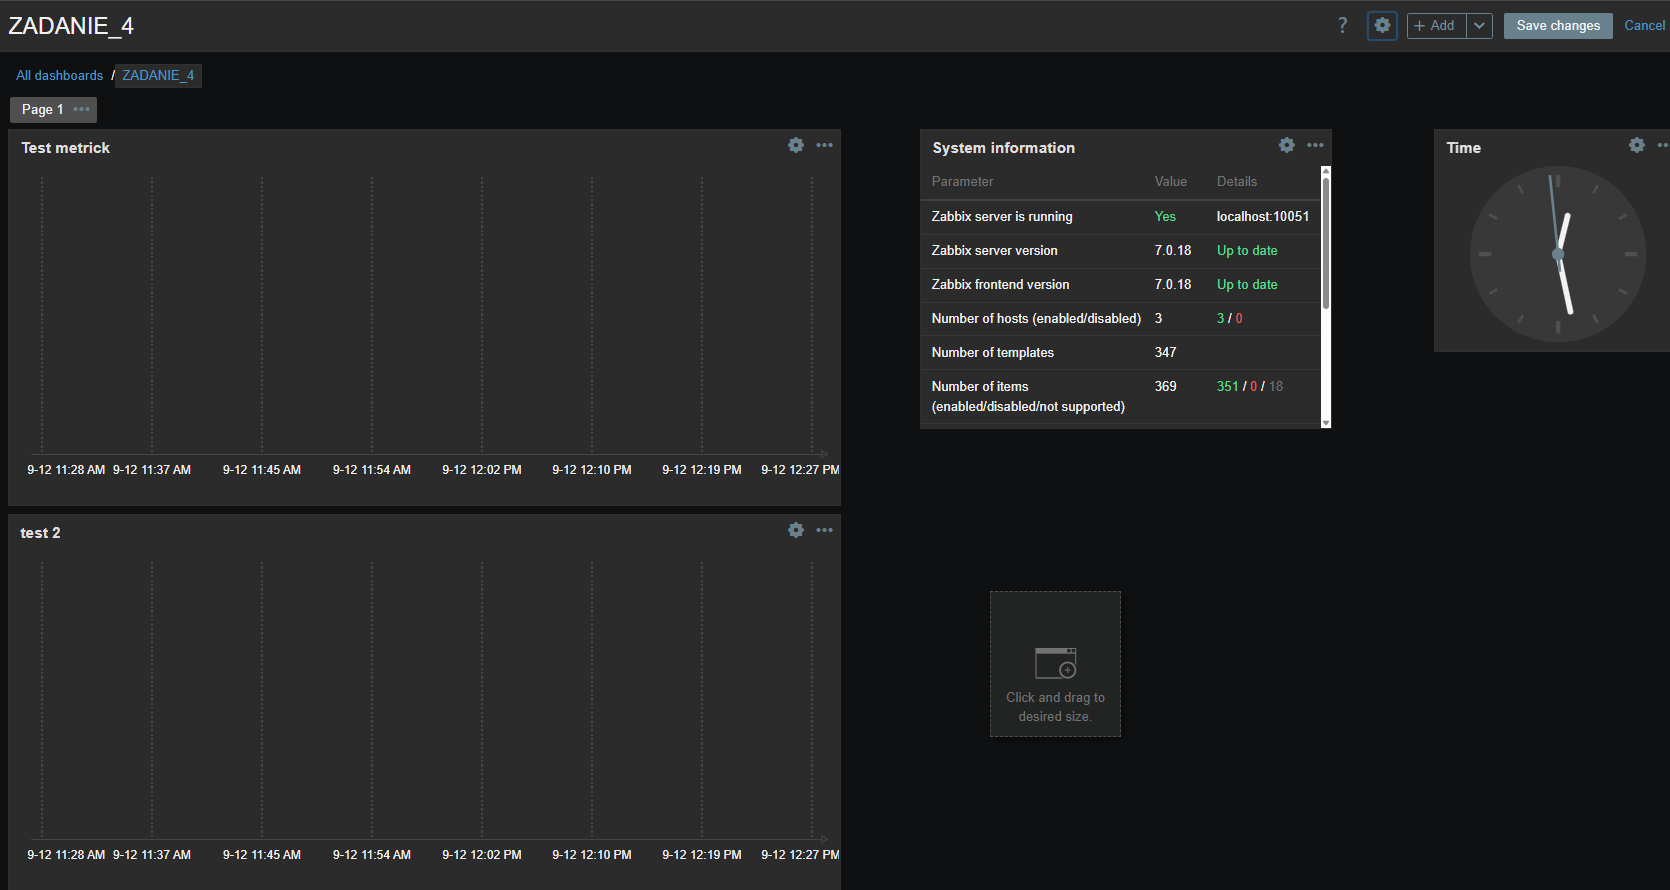 ZADANIE_4
? + Add Save changes Cancel
All dashboards / ZADANIE_4
Page 1
Test metrick
9-12 11:28 AM 9-12 11:37 AM 9-12 11:45 AM 9-12 11:54 AM 9-12 12:02 PM 9-12 12:10 PM 9-12 12:19 PM 9-12 12:27 PM
System information
Parameter Value Details
Zabbix server is running Yes localhost:10051
Zabbix server version 7.0.18 Up to date
Zabbix frontend version 7.0.18 Up to date
Number of hosts (enabled/disabled) 3 3 / 0
Number of templates 347
Number of items 369 351 / 0 / 18
(enabled/disabled/not supported)
Time
test 2
9-12 11:28 AM 9-12 11:37 AM 9-12 11:45 AM 9-12 11:54 AM 9-12 12:02 PM 9-12 12:10 PM 9-12 12:19 PM 9-12 12:27 PM
Click and drag to
desired size.